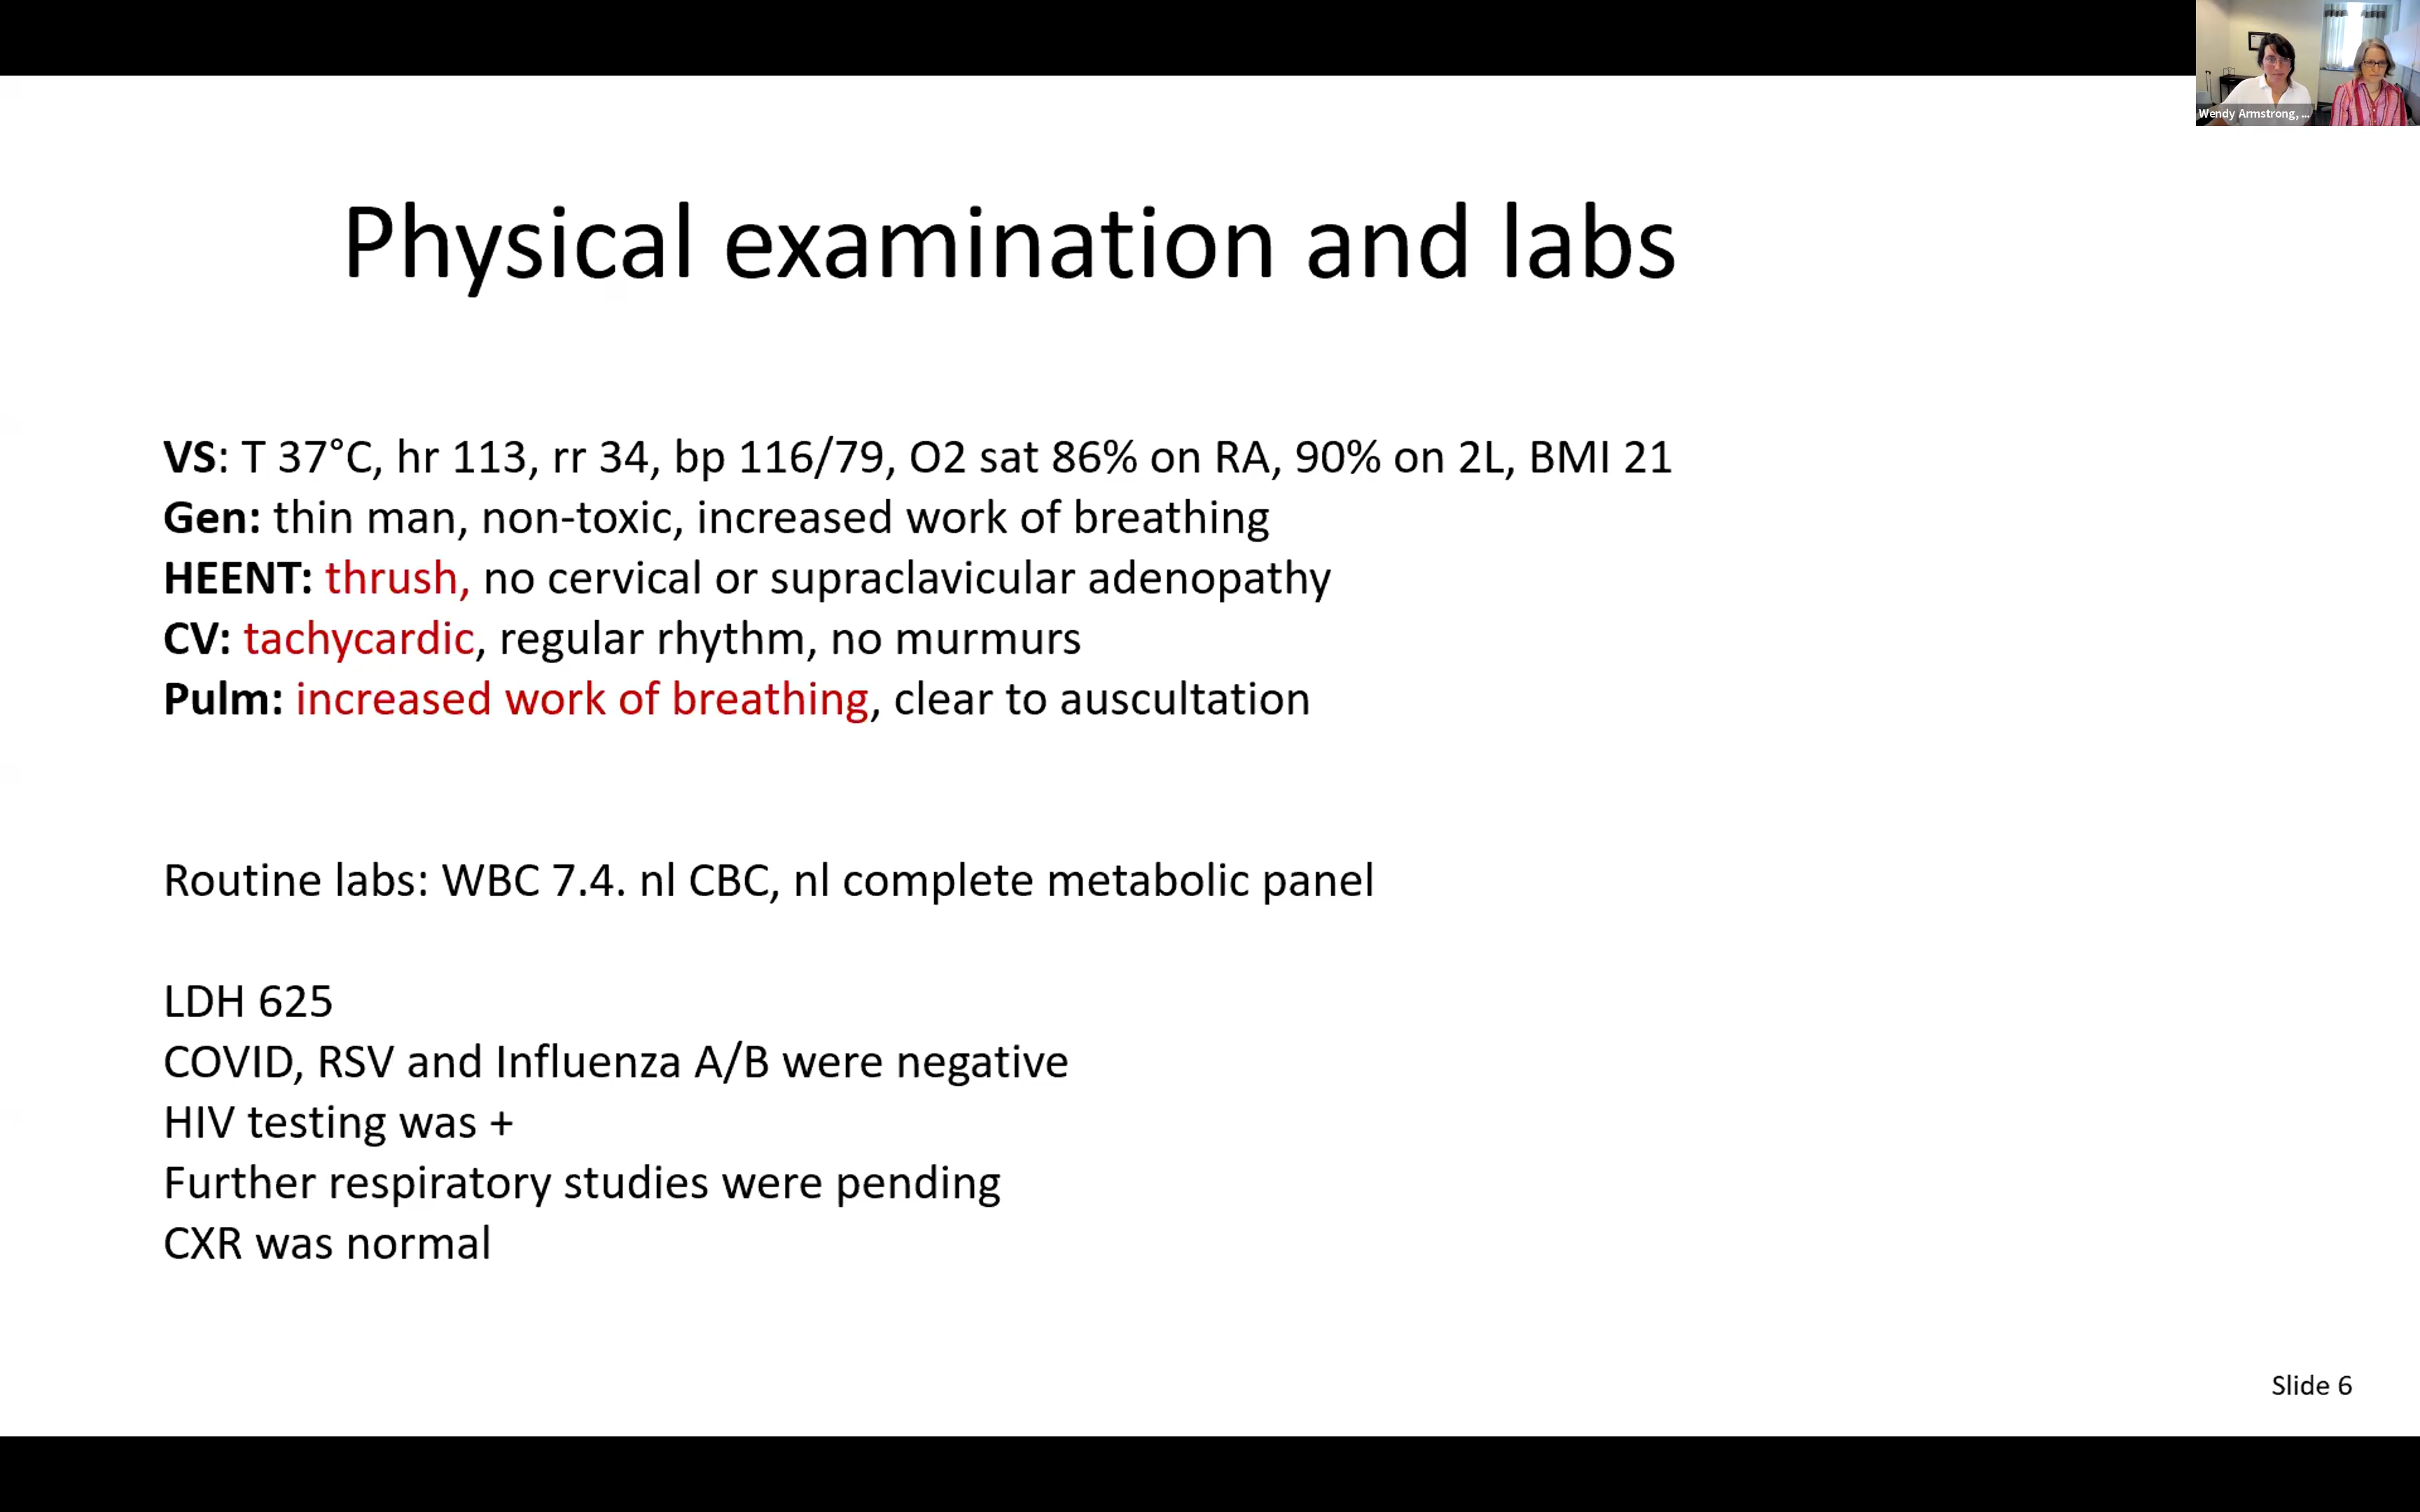 Wendy Armstrong, ...
Physical examination and labs
VS: T 37°C, hr 113, rr 34, bp 116/79, O2 sat 86% on RA, 90% on 2L, BMI 21
Gen: thin man, non-toxic, increased work of breathing
HEENT: thrush, no cervical or supraclavicular adenopathy
CV: tachycardic, regular rhythm, no murmurs
Pulm: increased work of breathing, clear to auscultation
Routine labs: WBC 7.4. nl CBC, nl complete metabolic panel
LDH 625
COVID, RSV and Influenza A/B were negative
HIV testing was +
Further respiratory studies were pending
CXR was normal
Slide 6